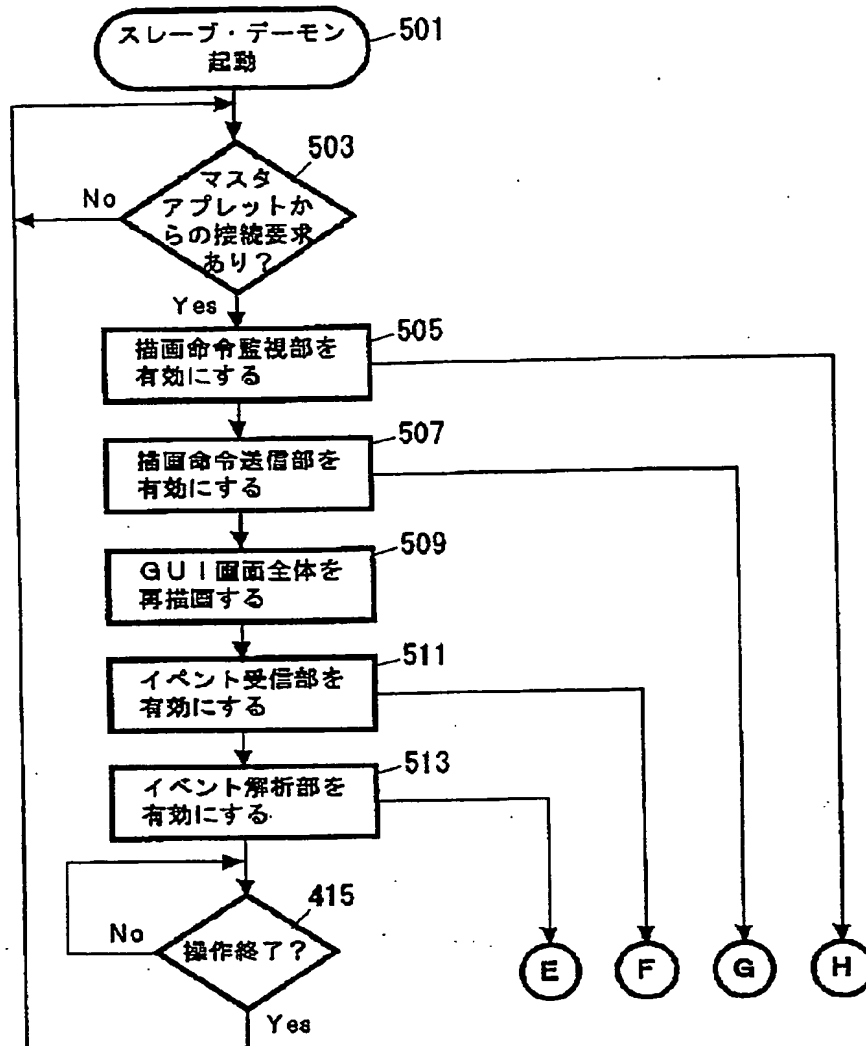 スレーブ・デーモン
起動
501
503
マスタ
アプレットか
らの接続要求
あり?
No
Yes
505
描画命令監視部を
有効にする
507
描画命令送信部を
有効にする
509
GUI画面全体を
再描画する
511
イベント受信部を
有効にする
513
イベント解析部を
有効にする
415
操作終了?
No
Yes
E
F
G
H